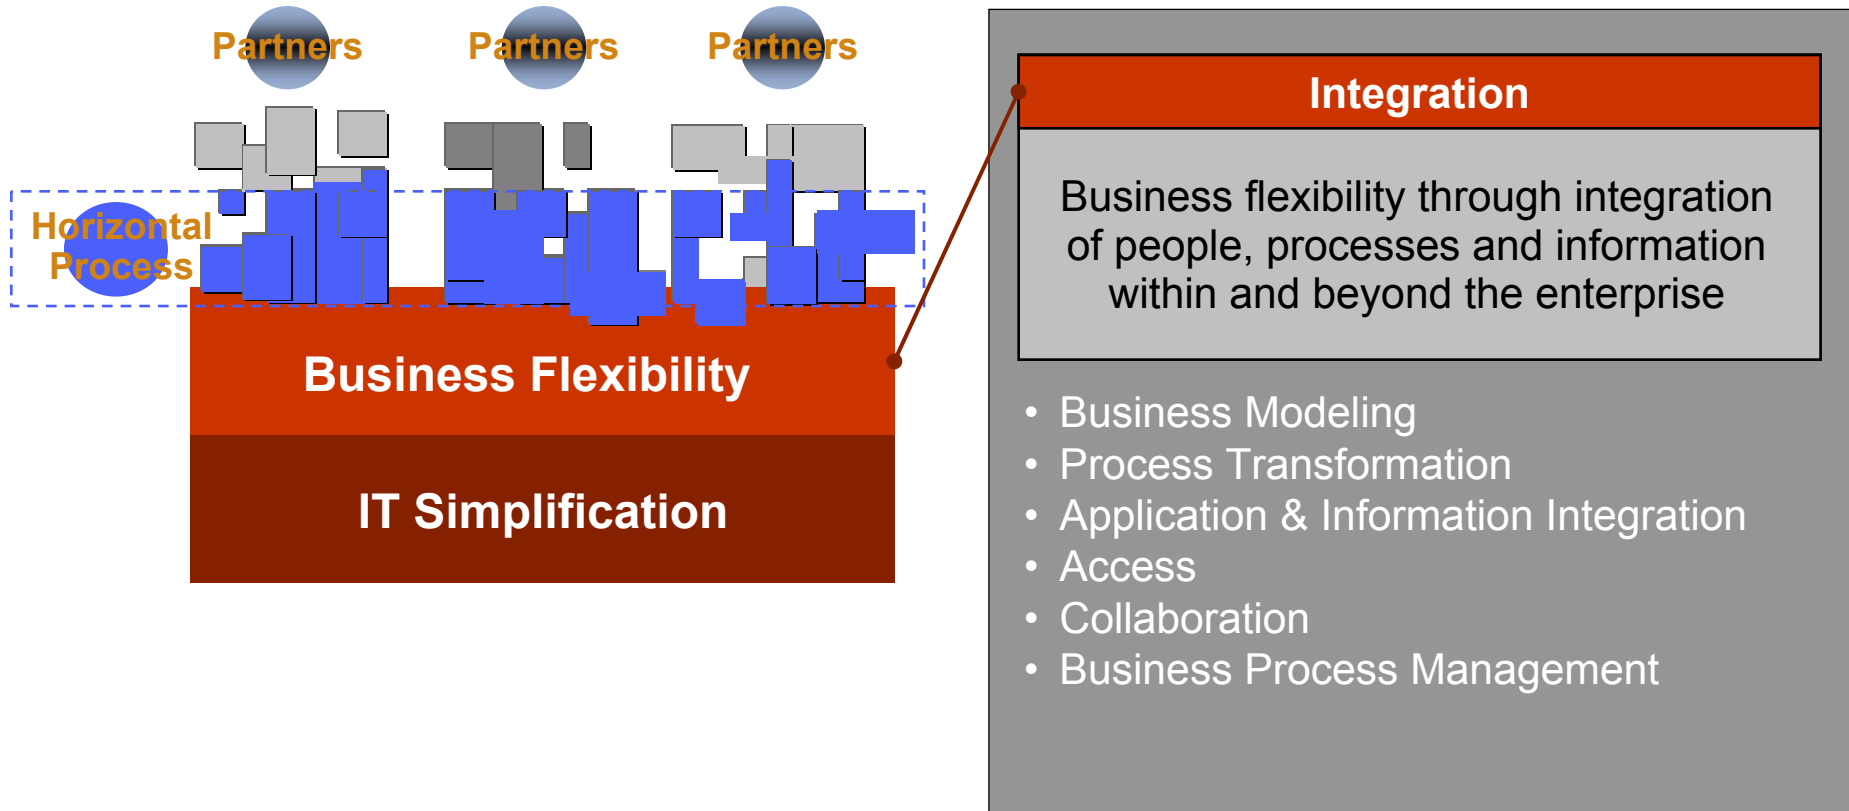 Partners
Partners
Partners
Horizontal
Process
Business Flexibility
IT Simplification
Integration
Business flexibility through integration
of people, processes and information
within and beyond the enterprise
• Business Modeling
• Process Transformation
• Application & Information Integration
• Access
• Collaboration
• Business Process Management